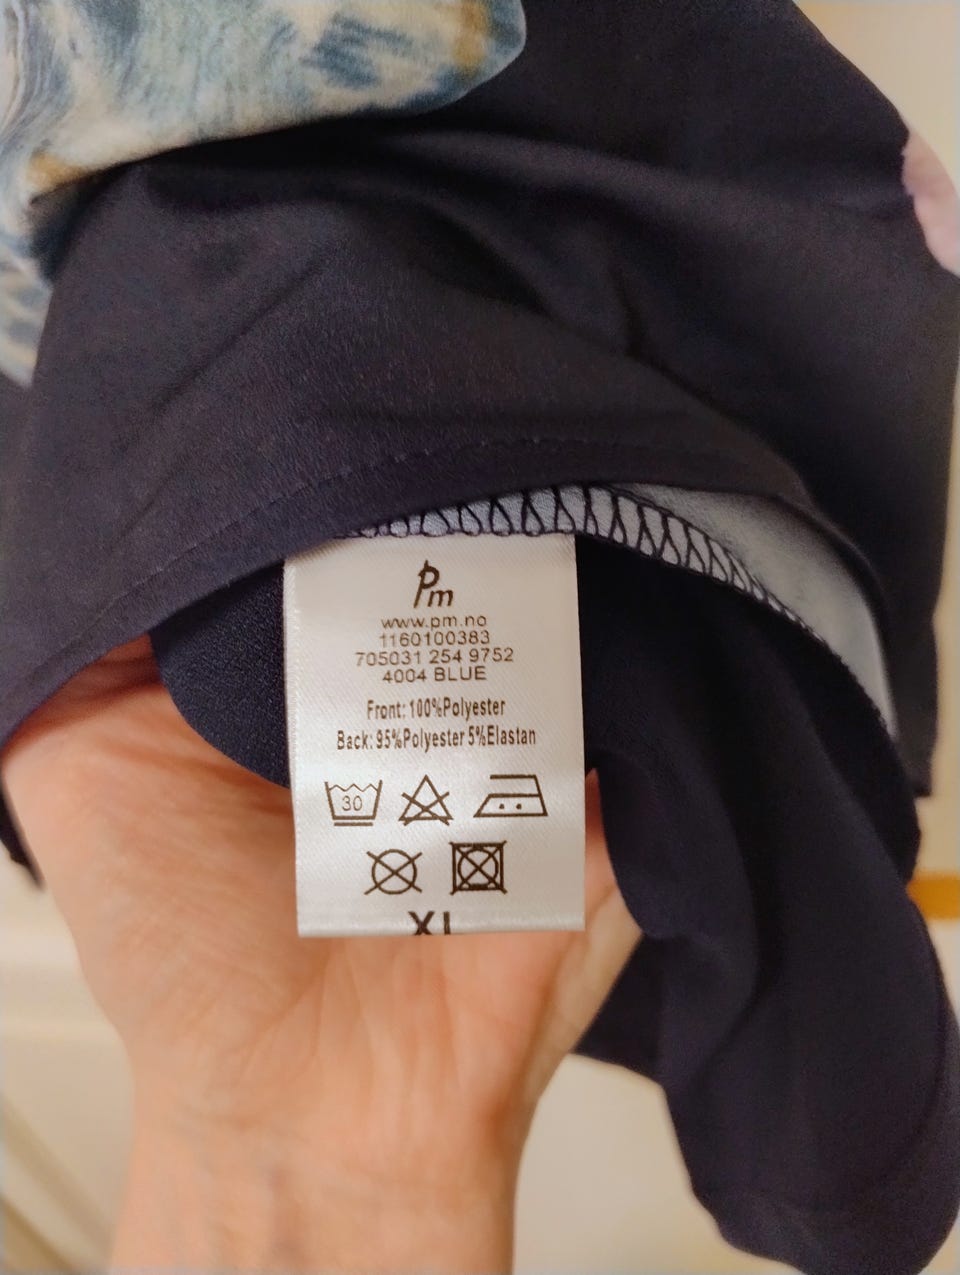 Pm
www.pm.no
1160100383
705031 254 9752
4004 BLUE
Front: 100%Polyester
Back: 95%Polyester 5%Elastan
30
XL